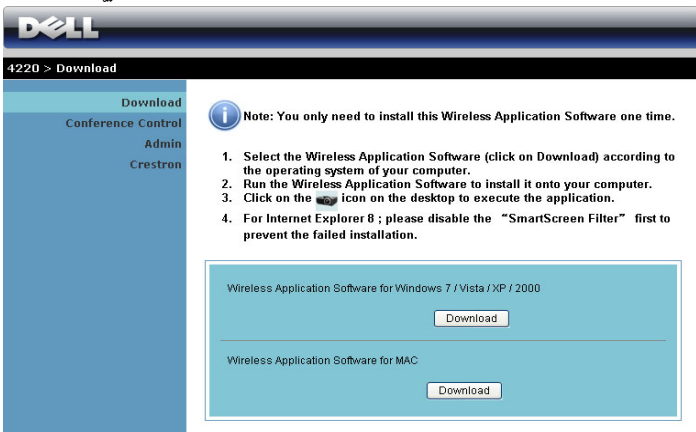 DELL
4220 > Download
Download
Conference Control
Admin
Crestron
Note: You only need to install this Wireless Application Software one time.
1. Select the Wireless Application Software (click on Download) according to
the operating system of your computer.
2. Run the Wireless Application Software to install it onto your computer.
3. Click on the icon on the desktop to execute the application.
4. For Internet Explorer 8 ; please disable the “SmartScreen Filter” first to
prevent the failed installation.
Wireless Application Software for Windows 7 / Vista / XP / 2000
Download
Wireless Application Software for MAC
Download